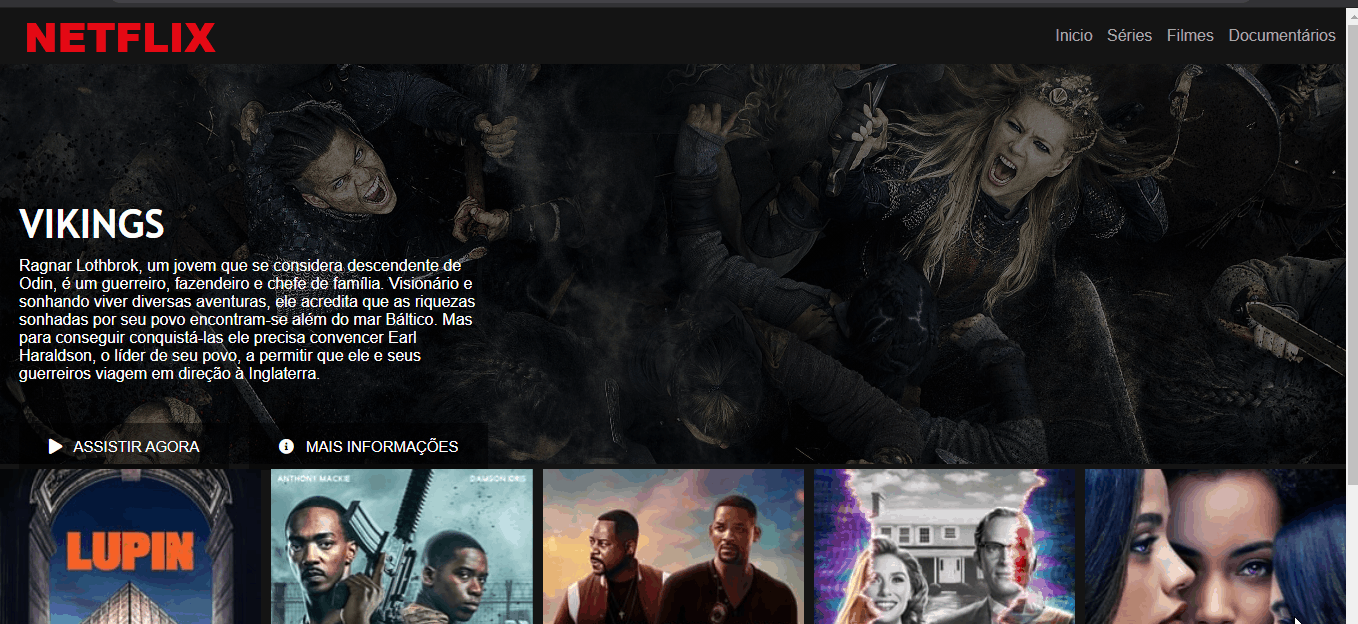 NETFLIX
Inicio Séries Filmes Documentários
VIKINGS
Ragnar Lothbrok, um jovem que se considera descendente de
Odin, é um guerreiro, fazendeiro e chefe de família. Visionário e
sonhando viver diversas aventuras, ele acredita que as riquezas
sonhadas por seu povo encontram-se além do mar Báltico. Mas
para conseguir conquistá-las ele precisa convencer Earl
Haraldson, o líder de seu povo, a permitir que ele e seus
guerreiros viagem em direção à Inglaterra.
ASSISTIR AGORA
MAIS INFORMAÇÕES
LUPIN
ANTHONY MACKIE DAMSON IDRIS